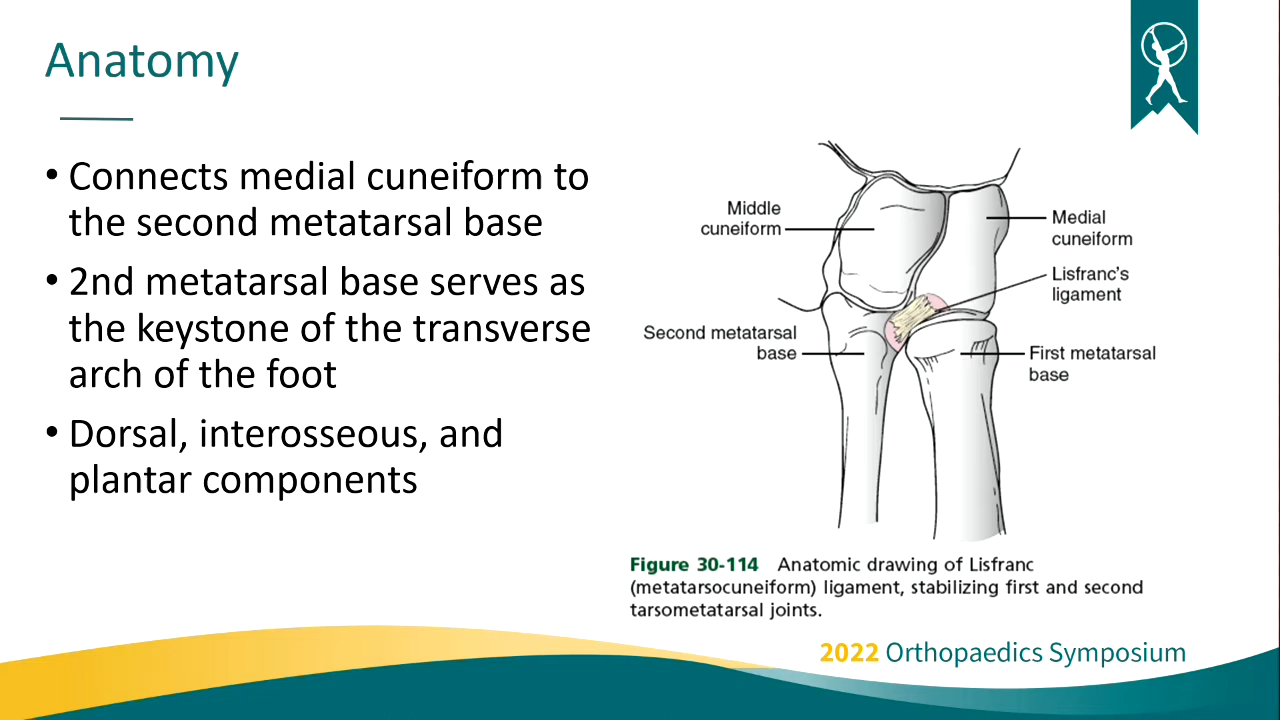 Anatomy
• Connects medial cuneiform to
the second metatarsal base
• 2nd metatarsal base serves as
the keystone of the transverse
arch of the foot
• Dorsal, interosseous, and
plantar components
Middle
cuneiform
Medial
cuneiform
Lisfranc's
ligament
Second metatarsal
base
First metatarsal
base
Figure 30-114 Anatomic drawing of Lisfranc
(metatarsocuneiform) ligament, stabilizing first and second
tarsometatarsal joints.
2022 Orthopaedics Symposium